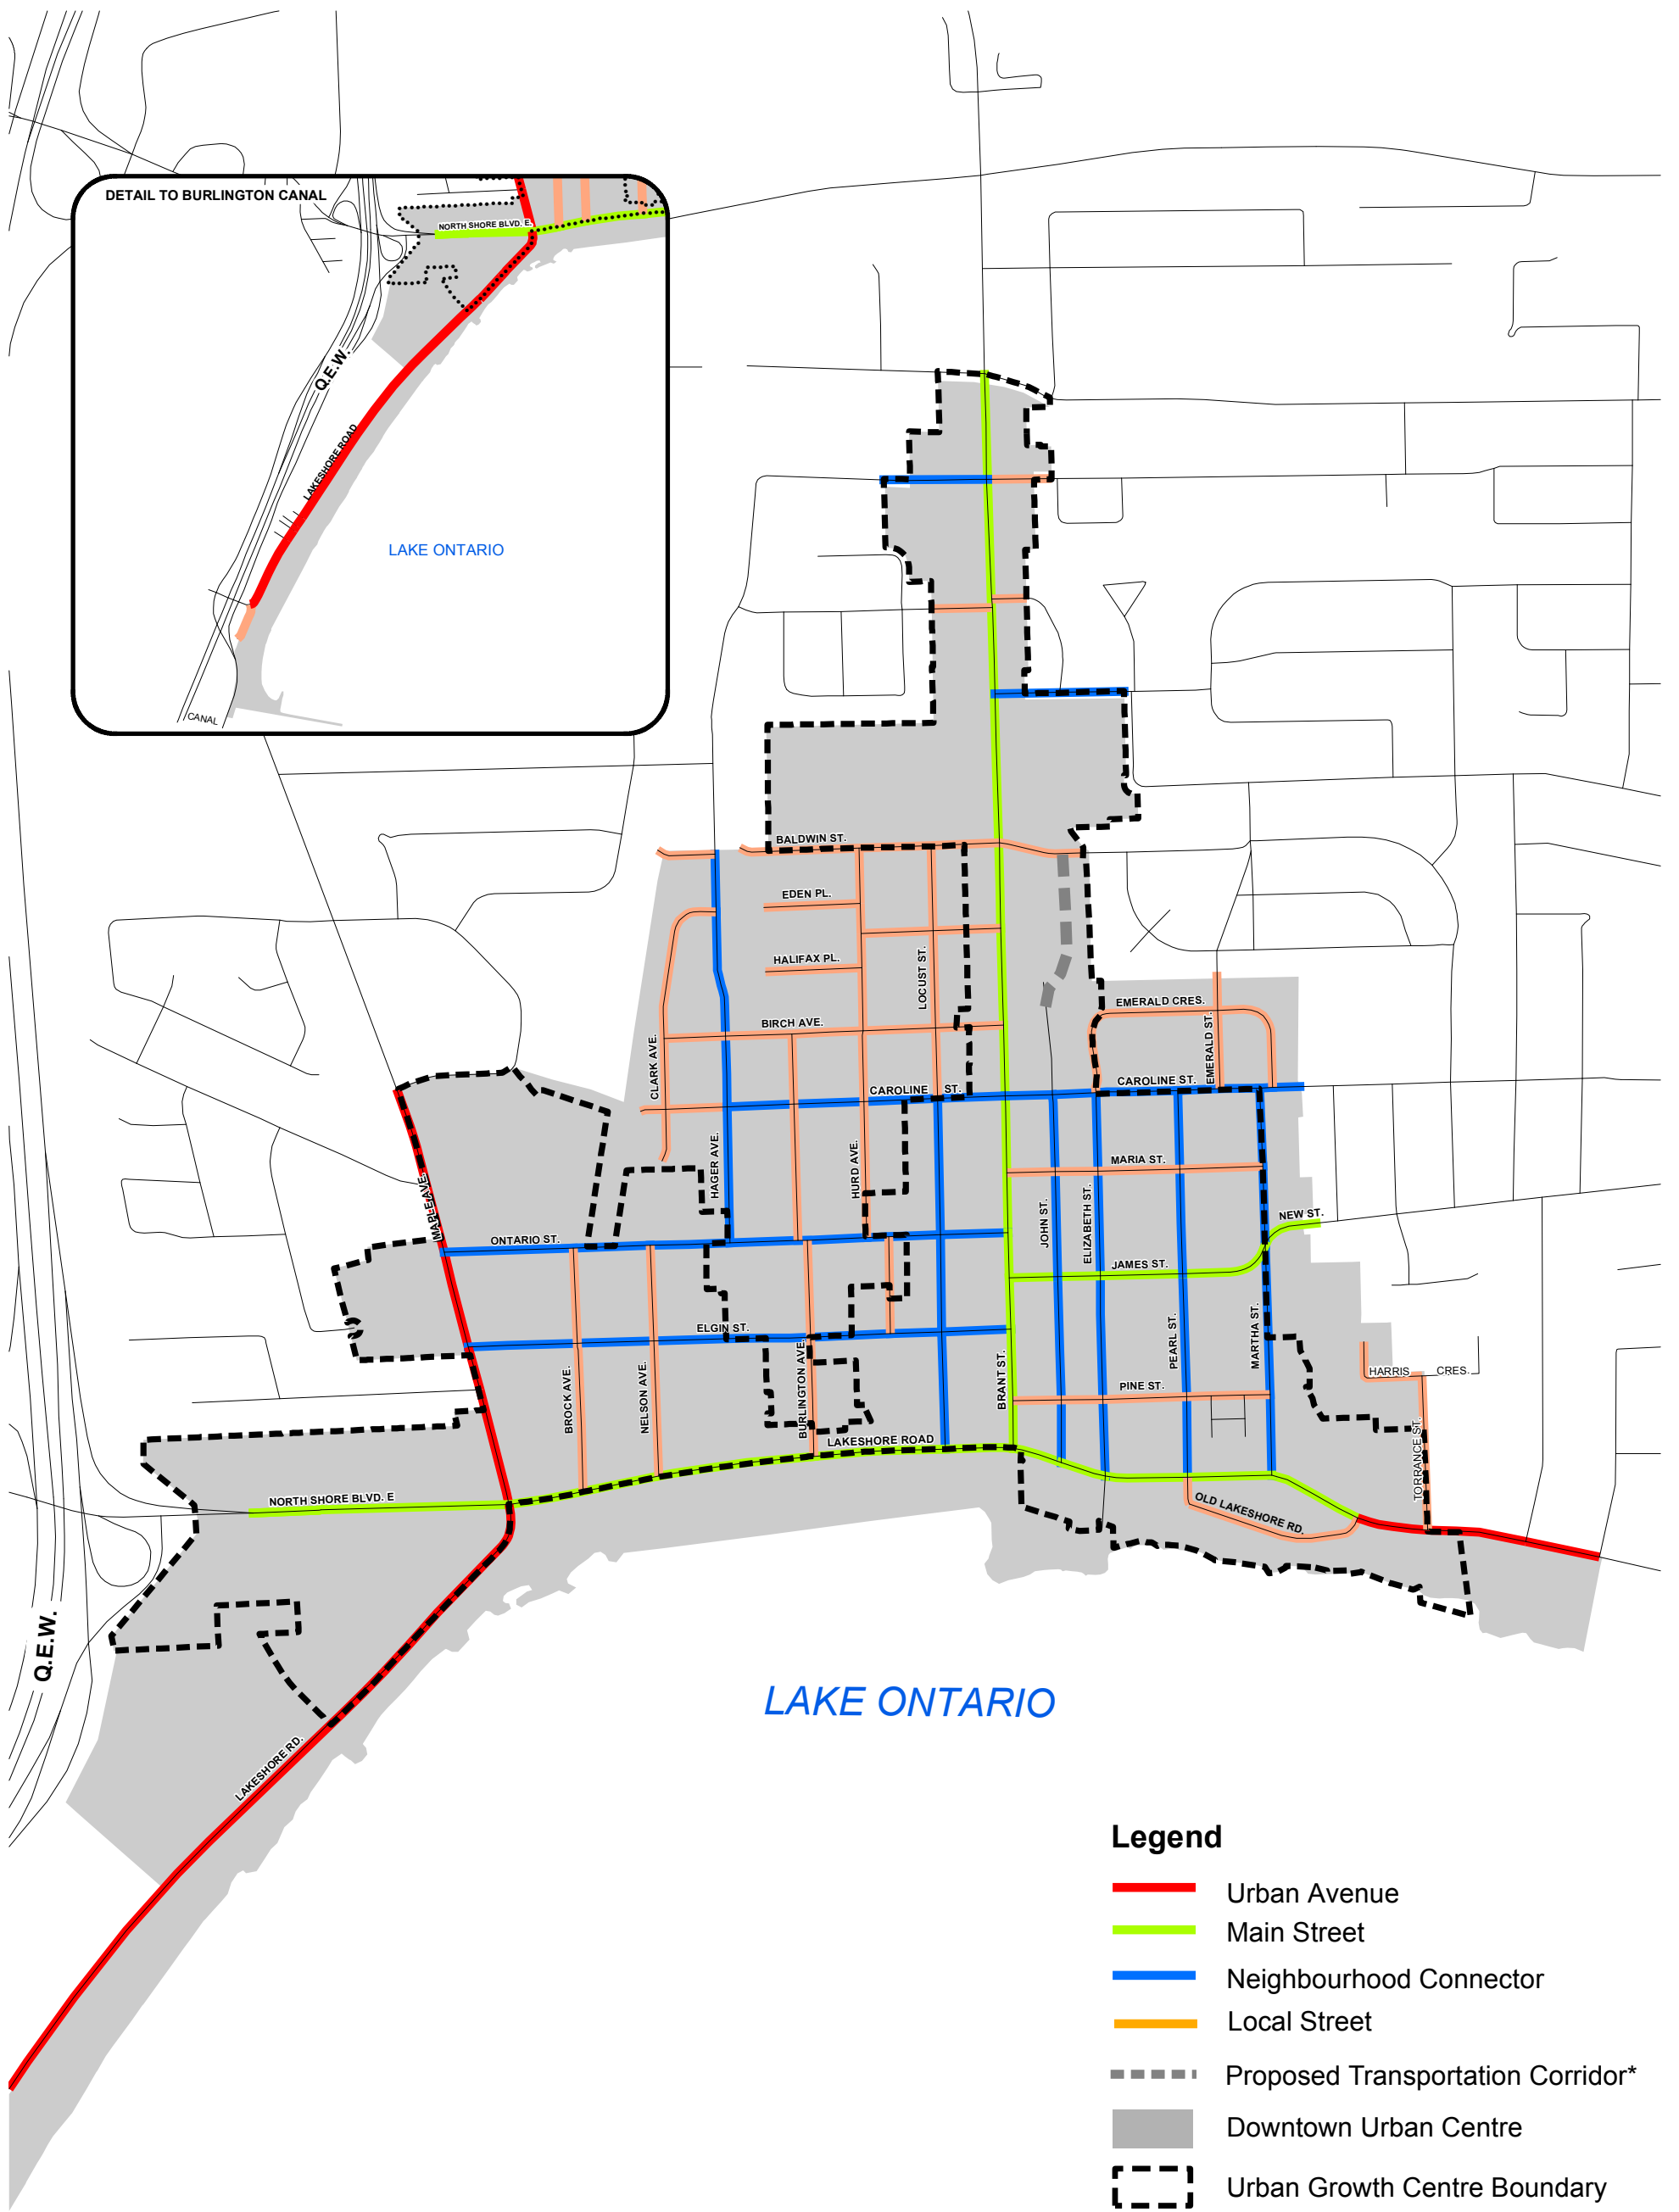 DETAIL TO BURLINGTON CANAL
NORTH SHORE BLVD. E.
Q.E.W.
LAKESHORE ROAD
LAKE ONTARIO
CANAL
BALDWIN ST.
EDEN PL.
HALIFAX PL.
LOCUST ST.
BIRCH AVE.
CLARK AVE.
EMERALD CRES.
EMERALD ST.
CAROLINE ST.
CAROLINE ST.
HAGER AVE.
HURD AVE.
MARIA ST.
MAPLE AVE.
JOHN ST.
ELIZABETH ST.
NEW ST.
ONTARIO ST.
JAMES ST.
ELGIN ST.
PEARL ST.
MARTHA ST.
BROCK AVE.
NELSON AVE.
BURLINGTON AVE.
BRANT ST.
PINE ST.
HARRIS CRES.
TORRANCE ST.
LAKESHORE ROAD
NORTH SHORE BLVD. E
OLD LAKESHORE RD.
Q.E.W.
LAKESHORE RD.
LAKE ONTARIO
Legend
Urban Avenue
Main Street
Neighbourhood Connector
Local Street
Proposed Transportation Corridor*
Downtown Urban Centre
Urban Growth Centre Boundary